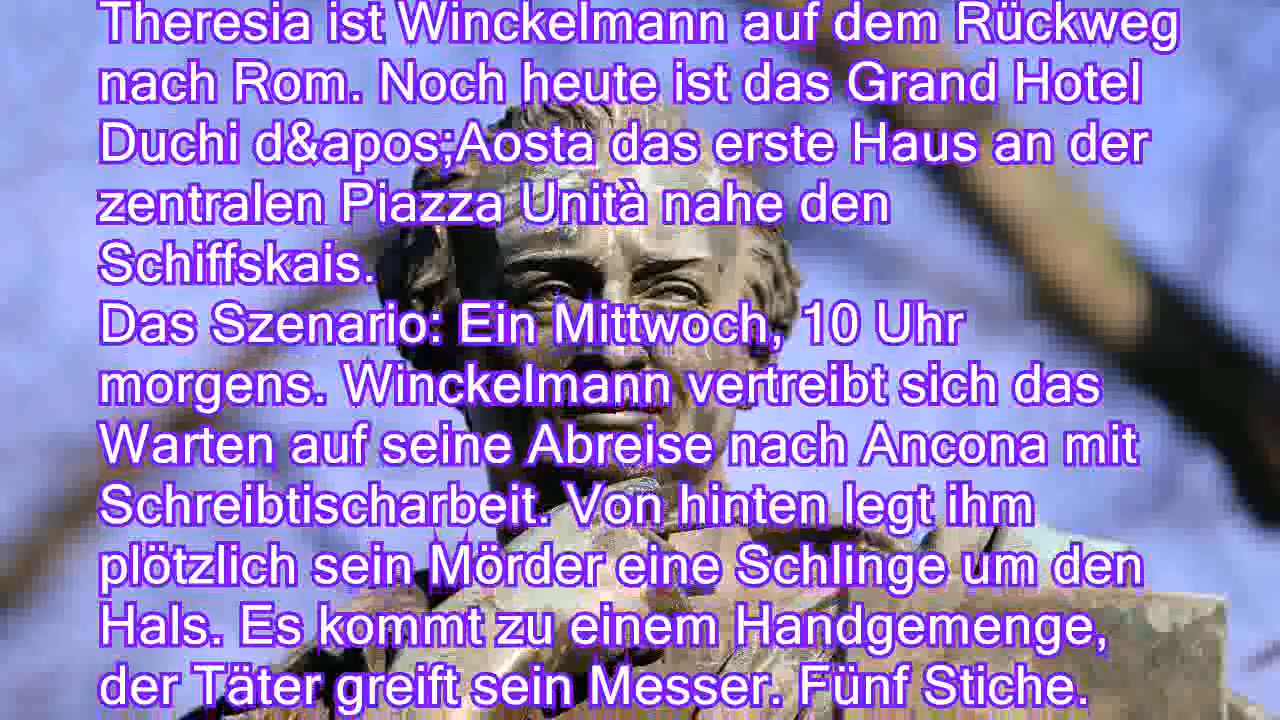 Theresia ist Winckelmann auf dem Rückweg
nach Rom. Noch heute ist das Grand Hotel
Duchi d&apos;Aosta das erste Haus an der
zentralen Piazza Unità nahe den
Schiffskais.
Das Szenario: Ein Mittwoch, 10 Uhr
morgens. Winckelmann vertreibt sich das
Warten auf seine Abreise nach Ancona mit
Schreibtischarbeit. Von hinten legt ihm
plötzlich sein Mörder eine Schlinge um den
Hals. Es kommt zu einem Handgemenge,
der Täter greift sein Messer. Fünf Stiche.